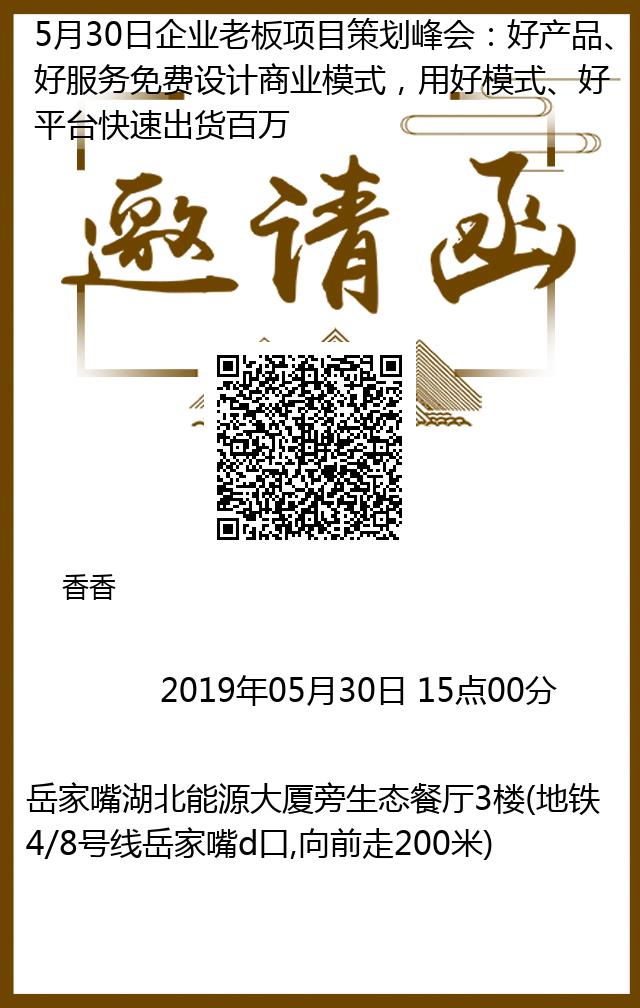 5月30日企业老板项目策划峰会：好产品、
好服务免费设计商业模式，用好模式、好
平台快速出货百万
邀请函
香香
2019年05月30日 15点00分
岳家嘴湖北能源大厦旁生态餐厅3楼(地铁
4/8号线岳家嘴d口,向前走200米)